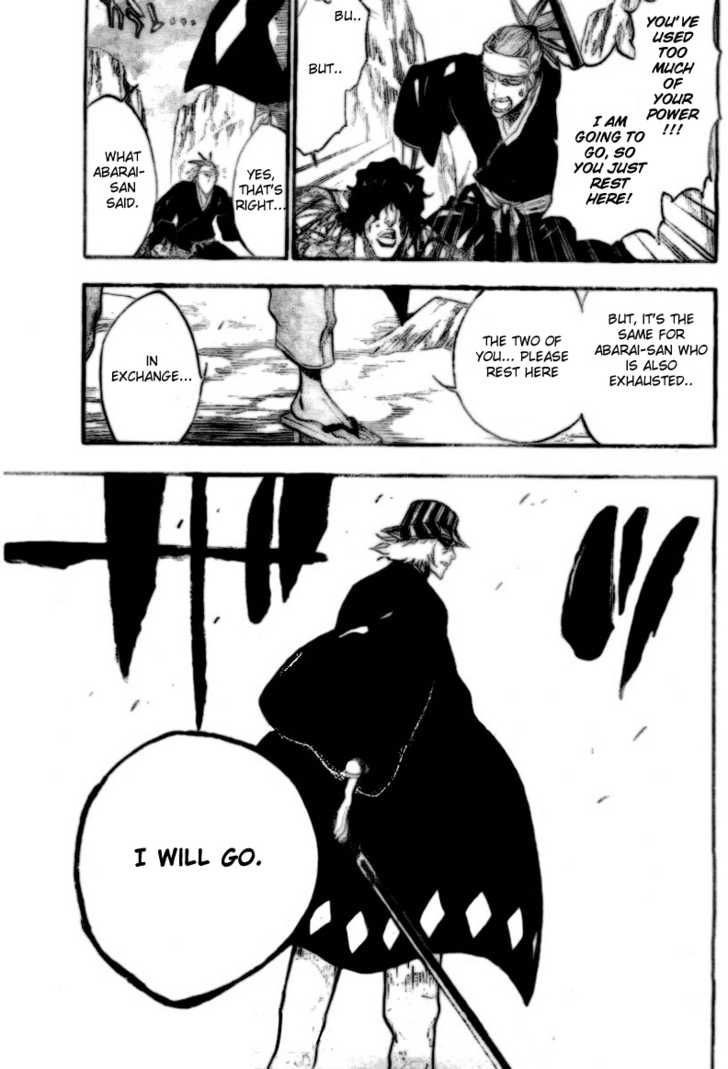 YOU'VE
USED
TOO
MUCH
OF
YOUR
POWER
!!!
I AM
GOING TO
GO, SO
YOU JUST
REST
HERE!
BU..
BUT..
YES,
THAT'S
RIGHT...
WHAT
ABARAI-
SAN
SAID.
BUT, IT'S THE
SAME FOR
ABARAI-SAN WHO
IS ALSO
EXHAUSTED..
THE TWO OF
YOU... PLEASE
REST HERE
IN
EXCHANGE...
I WILL GO.